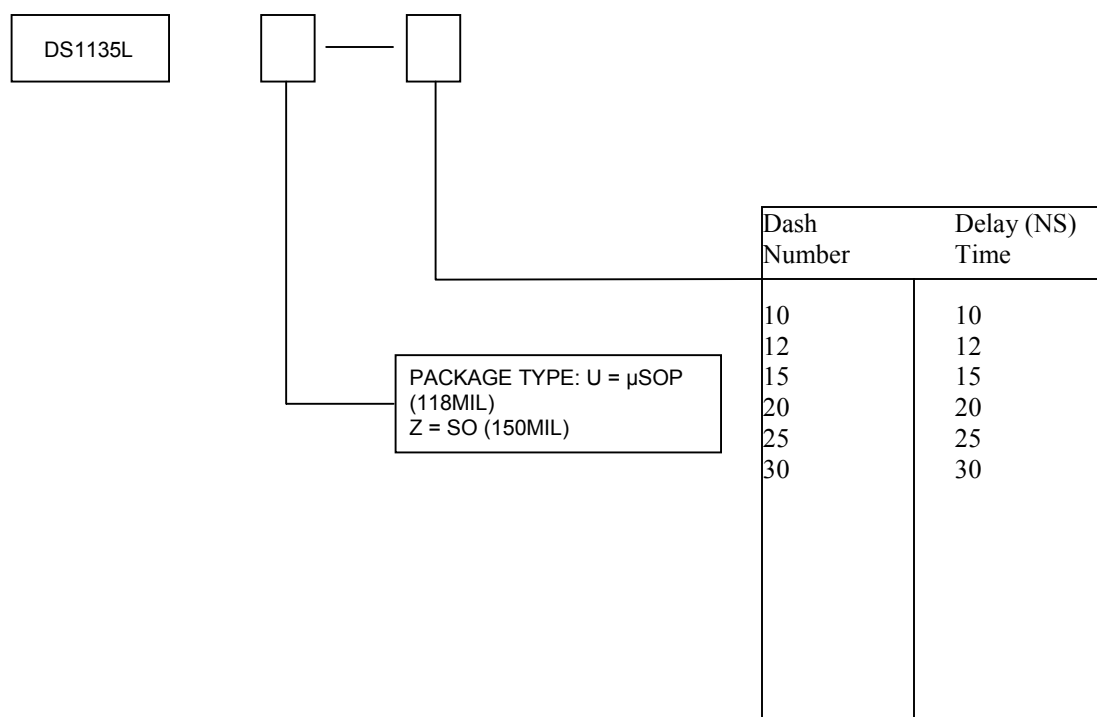 DS1135L
Dash Number
Delay (NS) Time
10 10
12 12
15 15
20 20
25 25
30 30
PACKAGE TYPE: U = µSOP
(118MIL)
Z = SO (150MIL)